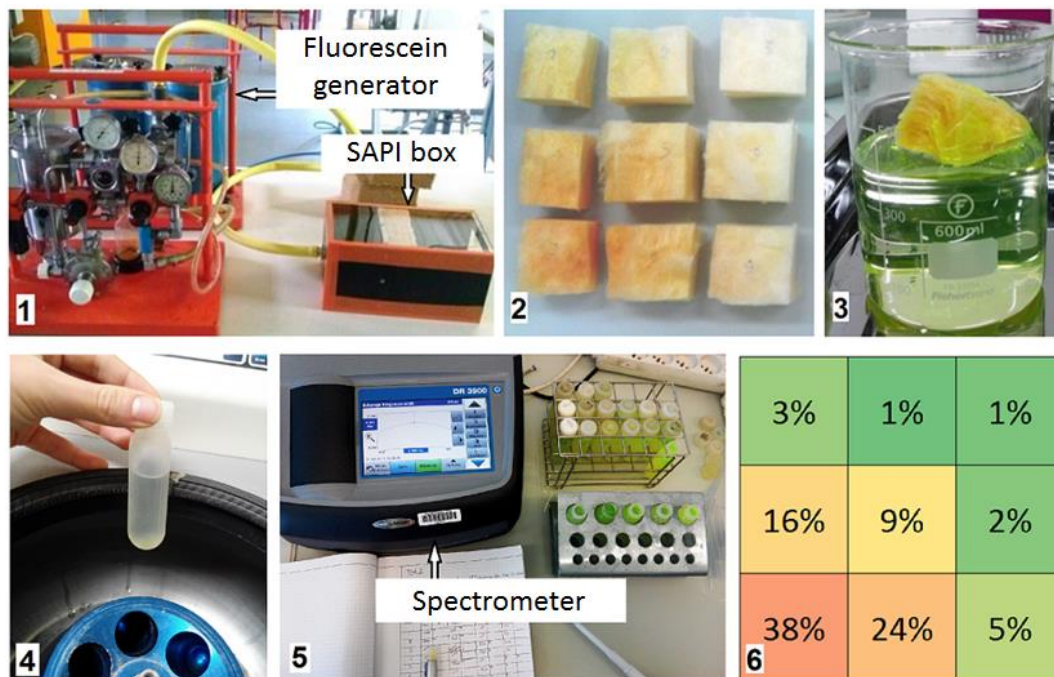 Fluorescein
generator
SAPI box
1
2
300
F
600ml
3
4
DR 3900
5
Spectrometer
3% 1% 1%
16% 9% 2%
38% 24% 5%
6